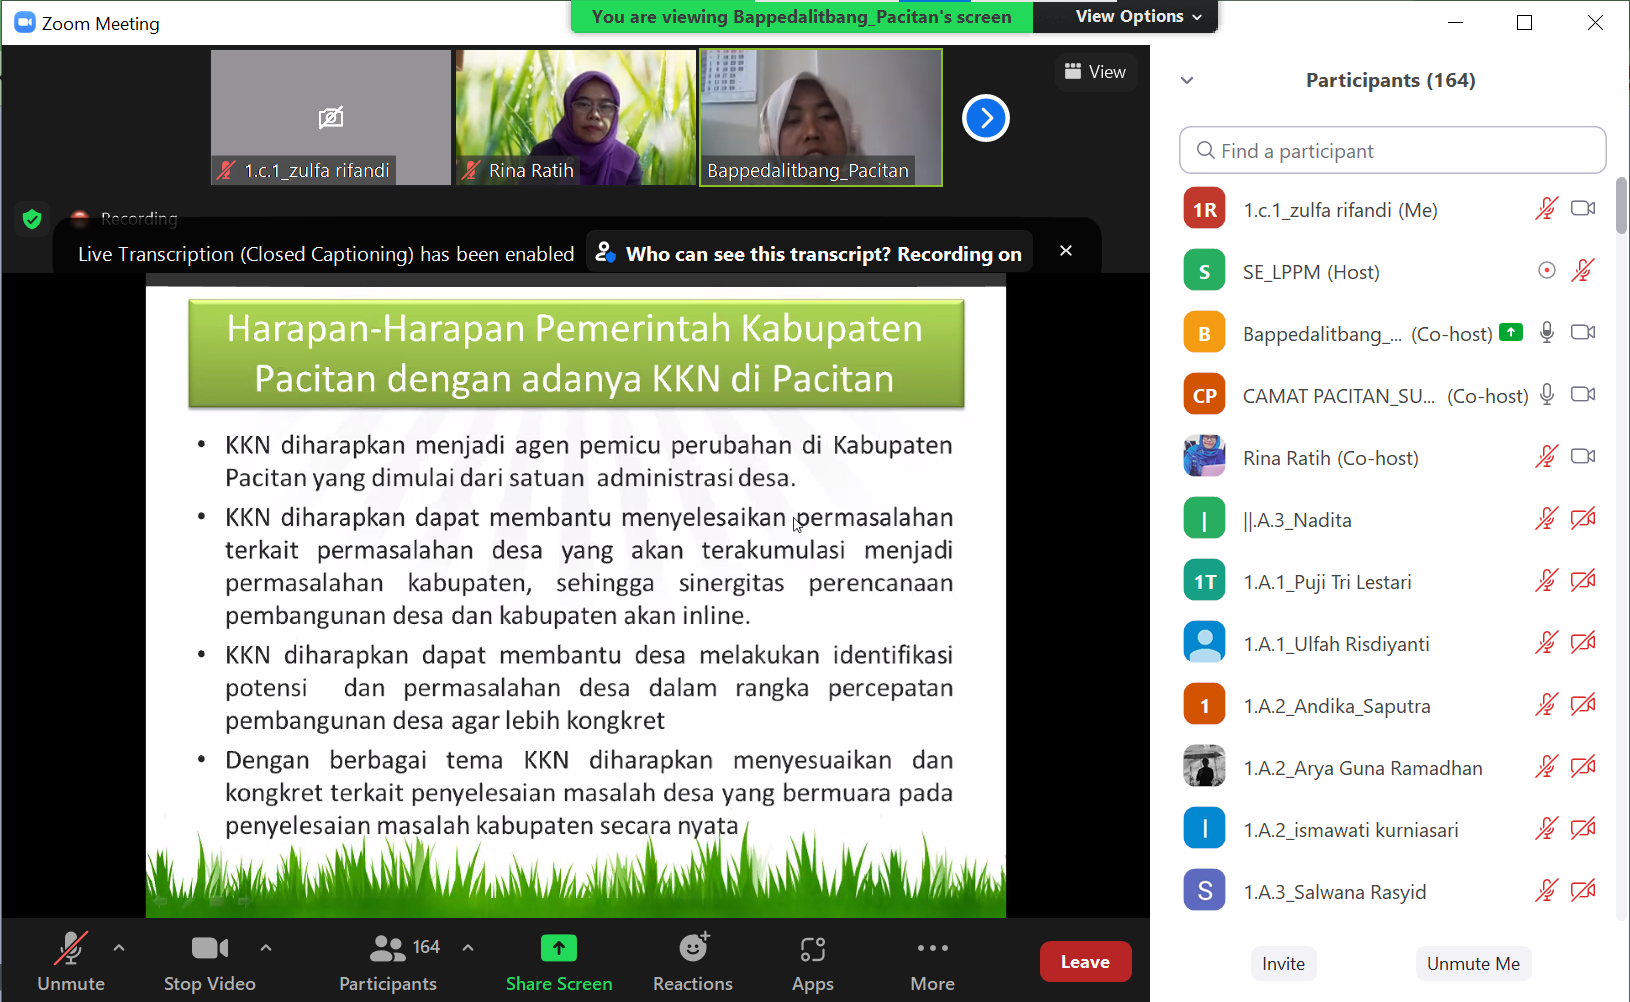 Zoom Meeting
You are viewing Bappedalitbang_Pacitan's screen
View Options
1.c.1_zulfa rifandi
Rina Ratih
Bappedalitbang_Pacitan
View
Recording
Live Transcription (Closed Captioning) has been enabled
Who can see this transcript? Recording on
Harapan-Harapan Pemerintah Kabupaten
Pacitan dengan adanya KKN di Pacitan
• KKN diharapkan menjadi agen pemicu perubahan di Kabupaten
Pacitan yang dimulai dari satuan administrasi desa.
• KKN diharapkan dapat membantu menyelesaikan permasalahan
terkait permasalahan desa yang akan terakumulasi menjadi
permasalahan kabupaten, sehingga sinergitas perencanaan
pembangunan desa dan kabupaten akan inline.
• KKN diharapkan dapat membantu desa melakukan identifikasi
potensi dan permasalahan desa dalam rangka percepatan
pembangunan desa agar lebih kongkret
• Dengan berbagai tema KKN diharapkan menyesuaikan dan
kongkret terkait penyelesaian masalah desa yang bermuara pada
penyelesaian masalah kabupaten secara nyata
Unmute
Stop Video
164
Participants
Share Screen
Reactions
Apps
More
Leave
Participants (164)
Find a participant
1R 1.c.1_zulfa rifandi (Me)
S SE_LPPM (Host)
B Bappedalitbang_... (Co-host)
CP CAMAT PACITAN_SU... (Co-host)
Rina Ratih (Co-host)
| ||.A.3_Nadita
1T 1.A.1_Puji Tri Lestari
1.A.1_Ulfah Risdiyanti
1 1.A.2_Andika_Saputra
1.A.2_Arya Guna Ramadhan
I 1.A.2_ismawati kurniasari
S 1.A.3_Salwana Rasyid
Invite
Unmute Me